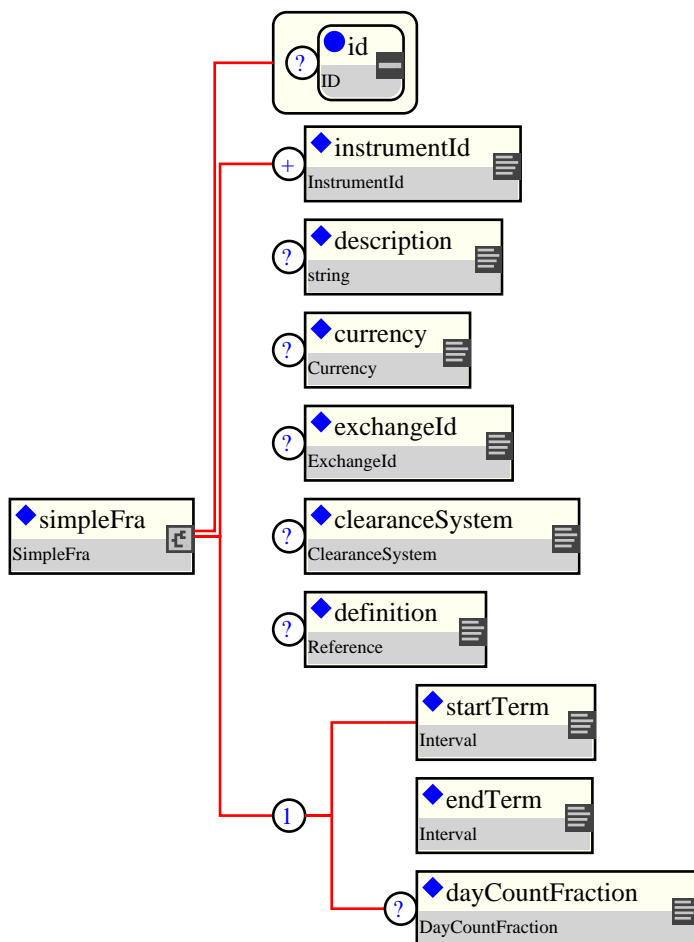 ?
id
ID
+
instrumentId
InstrumentId
?
description
string
?
currency
Currency
?
exchangeId
ExchangeId
simpleFra
SimpleFra
?
clearanceSystem
ClearanceSystem
?
definition
Reference
startTerm
Interval
1
endTerm
Interval
?
dayCountFraction
DayCountFraction